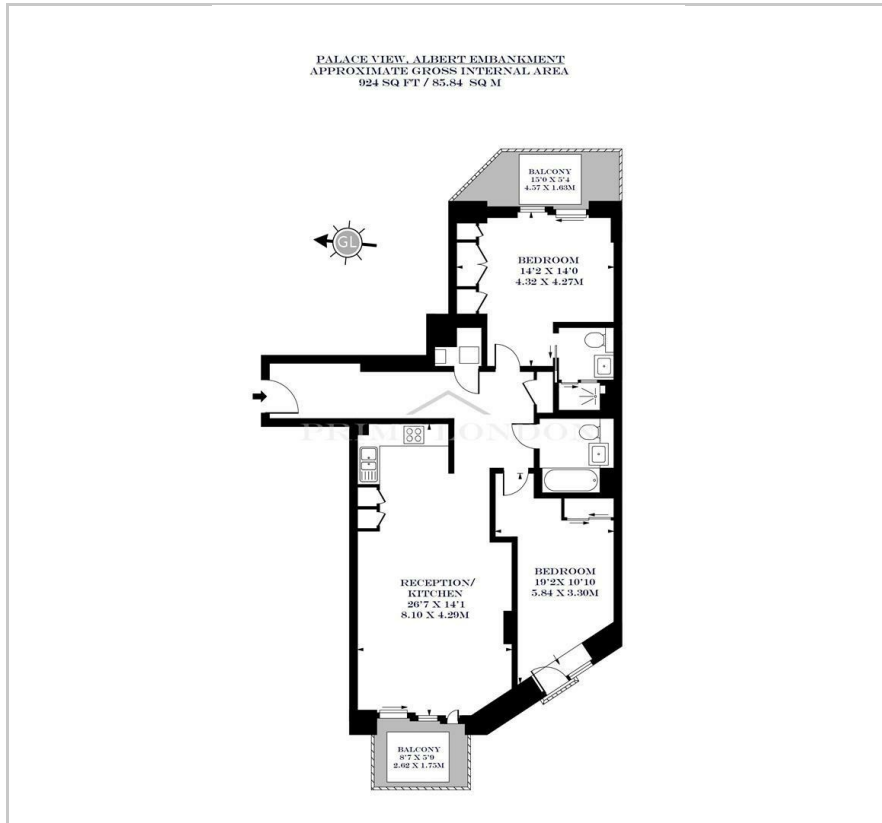 PALACE VIEW, ALBERT EMBANKMENT
APPROXIMATE GROSS INTERNAL AREA
924 SQ FT / 85.84 SQ M
BALCONY
15'0 X 5'4
4.57 X 1.63M
GL
BEDROOM
14'2 X 14'0
4.32 X 4.27M
PRIME LONDON
RECEPTION/
KITCHEN
26'7 X 14'1
8.10 X 4.29M
BEDROOM
19'2X 10'10
5.84 X 3.30M
BALCONY
8'7 X 5'9
2.62 X 1.75M